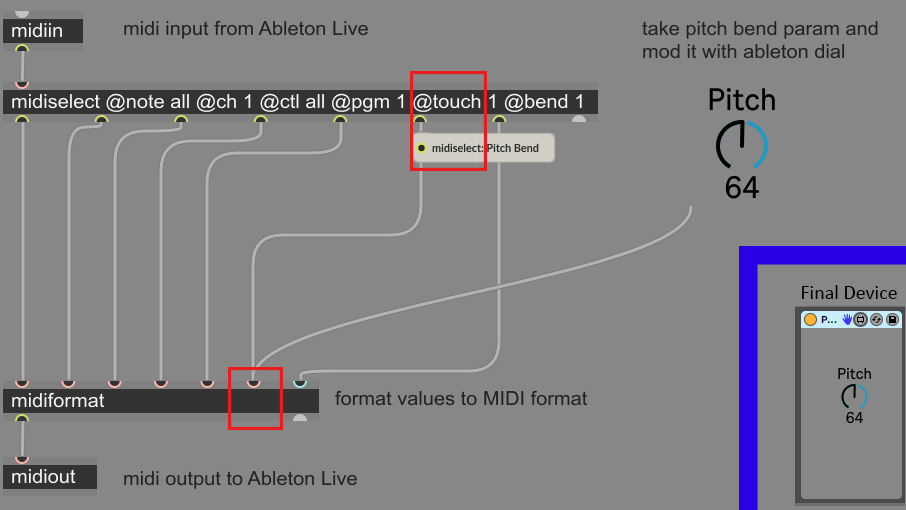 midiin
midi input from Ableton Live
take pitch bend param and
mod it with ableton dial
midiselect @note all @ch 1 @ctl all @pgm 1 @touch 1 @bend 1
Pitch
64
midiselect: Pitch Bend
Final Device
P...
Pitch
64
midiformat
format values to MIDI format
midiout
midi output to Ableton Live